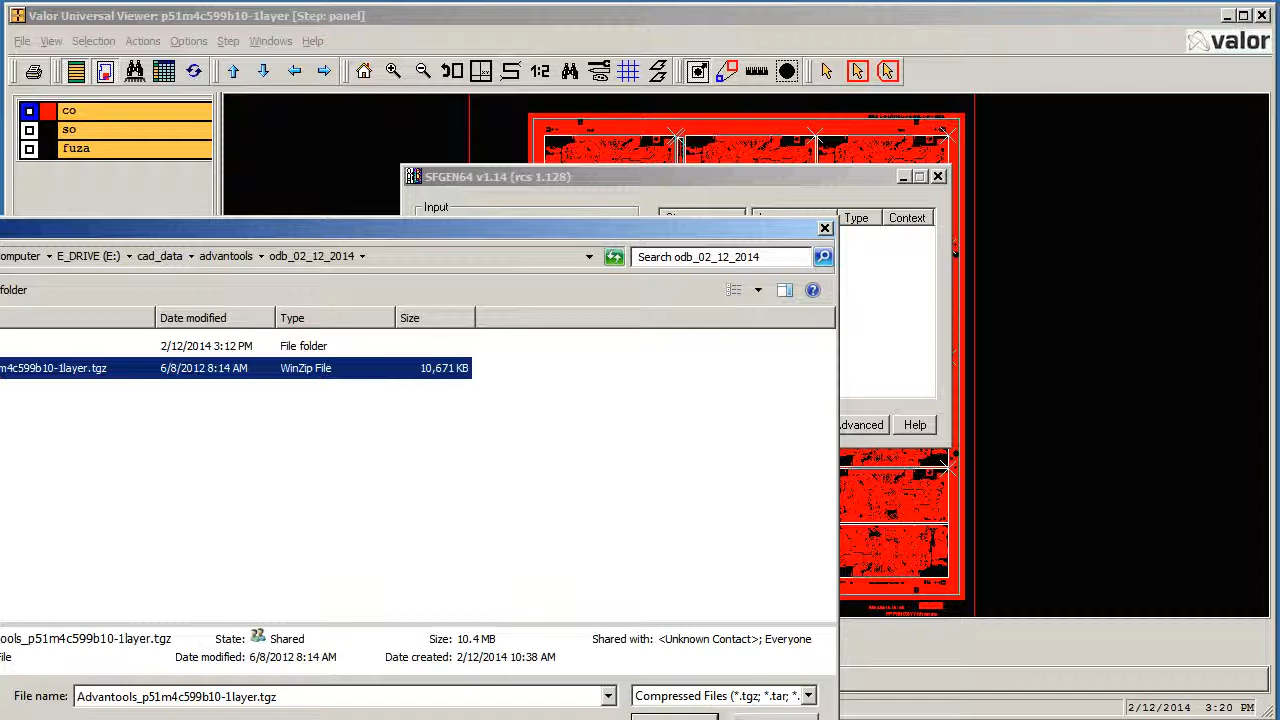 Valor Universal Viewer: p51m4c599b10-1layer [Step: panel]
File View Selection Actions Options Step Windows Help
valor
1:2
co
so
fuza
SFGEN64 v1.14 (rcs 1.128)
Input
Type Context
omputer E_DRIVE (E:) cad_data advantools odb_02_12_2014
Search odb_02_12_2014
folder
Date modified Type Size
2/12/2014 3:12 PM File folder
m4c599b10-1layer.tgz 6/8/2012 8:14 AM WinZip File 10,671 KB
dvanced Help
ools_p51m4c599b10-1layer.tgz State: Shared Size: 10.4 MB Shared with: <Unknown Contact>; Everyone
File Date modified: 6/8/2012 8:14 AM Date created: 2/12/2014 10:38 AM
File name: Advantools_p51m4c599b10-1layer.tgz Compressed Files (*.tgz; *.tar; *.
2/12/2014 3:20 PM